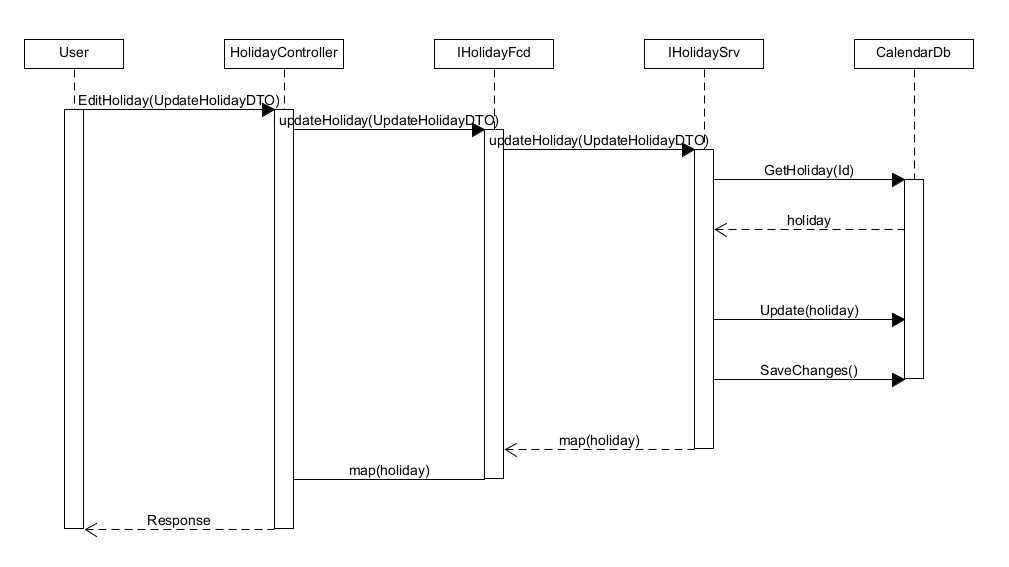 User
HolidayController
IHolidayFcd
IHolidaySrv
CalendarDb
EditHoliday(UpdateHolidayDTO)
updateHoliday(UpdateHolidayDTO)
updateHoliday(UpdateHolidayDTO)
GetHoliday(Id)
holiday
Update(holiday)
SaveChanges()
map(holiday)
map(holiday)
Response